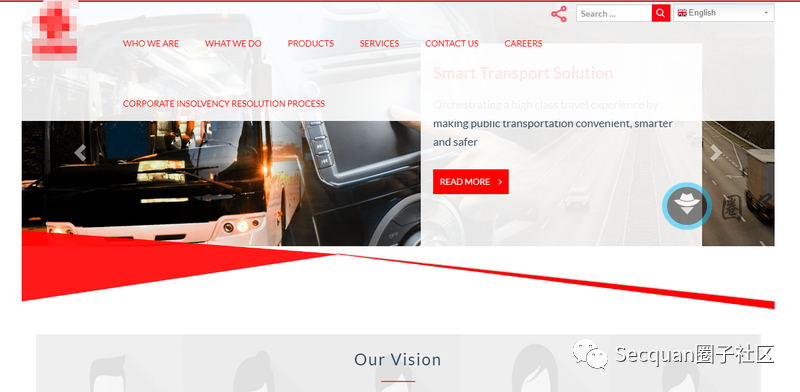 Search ...
English
WHO WE ARE WHAT WE DO PRODUCTS SERVICES CONTACT US CAREERS
CORPORATE INSOLVENCY RESOLUTION PROCESS
Smart Transport Solution
Orchestrating a high class travel experience by
making public transportation convenient, smarter
and safer
READ MORE
圈
Our Vision
Secquan圈子社区